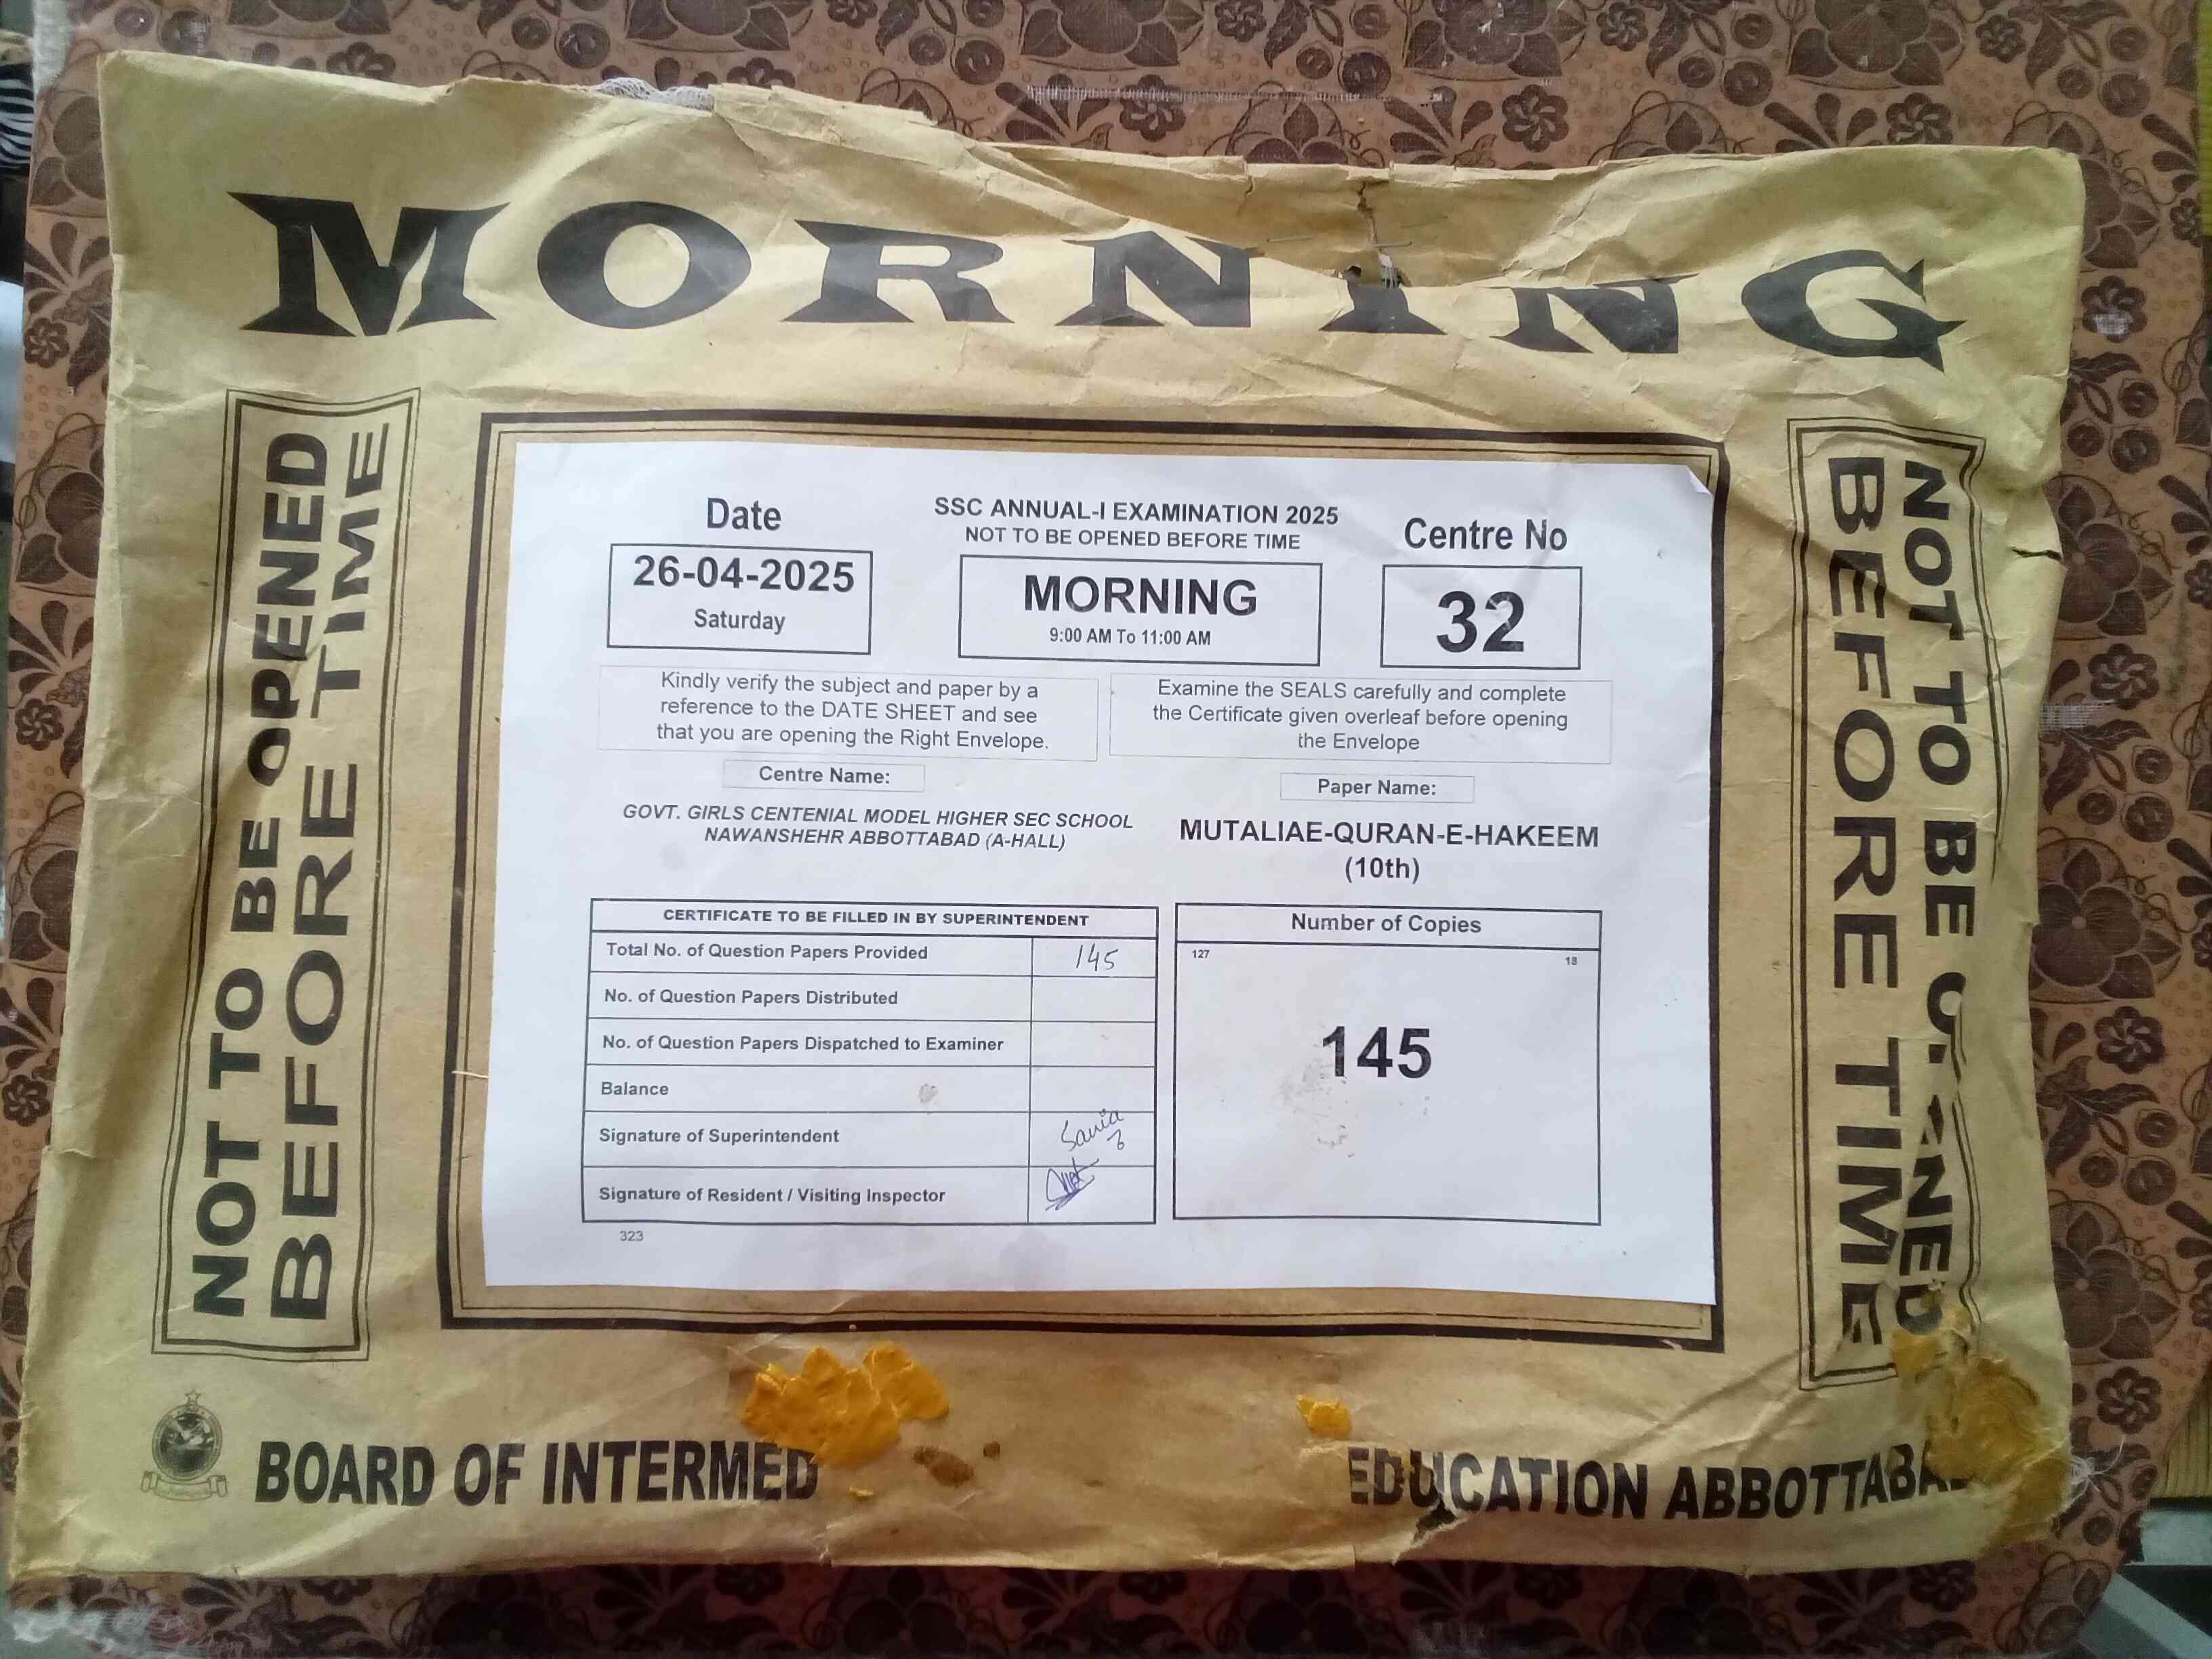 MORNING
NOT TO BE OPENED
BEFORE TIME
Date
26-04-2025
Saturday
SSC ANNUAL-I EXAMINATION 2025
NOT TO BE OPENED BEFORE TIME
MORNING
9:00 AM To 11:00 AM
Centre No
32
Kindly verify the subject and paper by a
reference to the DATE SHEET and see
that you are opening the Right Envelope.
Examine the SEALS carefully and complete
the Certificate given overleaf before opening
the Envelope
Centre Name:
GOVT. GIRLS CENTENIAL MODEL HIGHER SEC SCHOOL
NAWANSHEHR ABBOTTABAD (A-HALL)
Paper Name:
MUTALIAE-QURAN-E-HAKEEM
(10th)
CERTIFICATE TO BE FILLED IN BY SUPERINTENDENT
Total No. of Question Papers Provided 145
No. of Question Papers Distributed
No. of Question Papers Dispatched to Examiner
Balance
Signature of Superintendent Sania
Signature of Resident / Visiting Inspector
323
Number of Copies
127 18
145
NOT TO BE
BEFORE TIME
BOARD OF INTERMED
EDUCATION ABBOTTABA